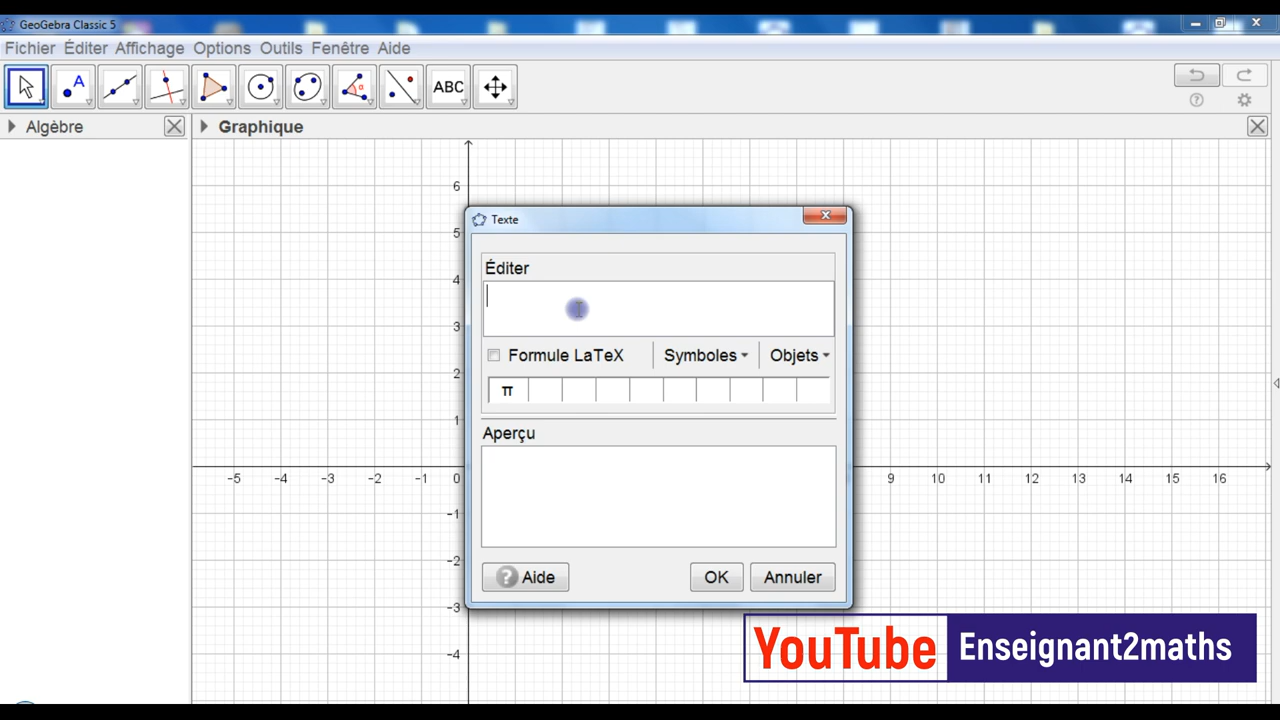 GeoGebra Classic 5
Fichier Éditer Affichage Options Outils Fenêtre Aide
A
α
ABC
Algèbre
Graphique
6
5
4
3
2
1
-5 -4 -3 -2 -1 0 9 10 11 12 13 14 15 16
-1
-2
-3
-4
Texte
Éditer
Formule LaTeX Symboles Objets
π
Aperçu
? Aide OK Annuler
YouTube Enseignant2maths